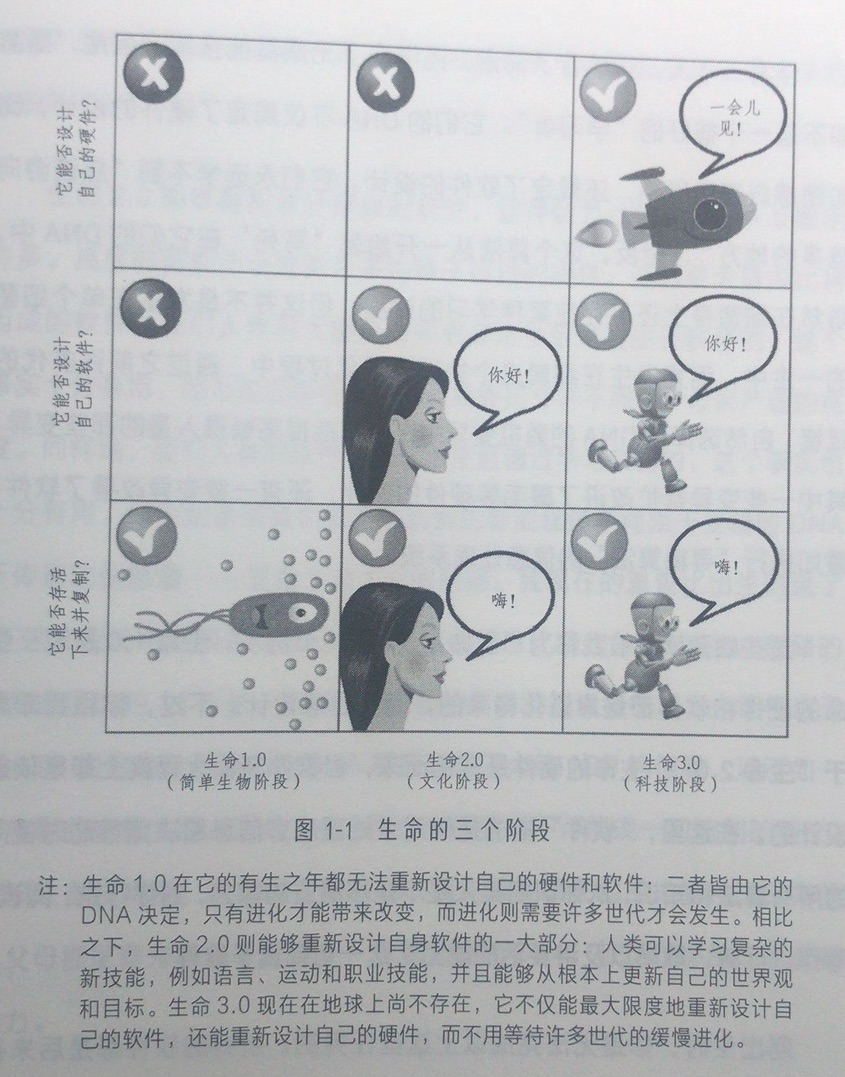 它能否设计
自己的硬件?
一会儿
见!
它能否设计
自己的软件?
你好!
你好!
它能否存活
下来并复制?
嗨!
嗨!
生命1.0
(简单生物阶段)
生命2.0
(文化阶段)
生命3.0
(科技阶段)
图 1-1 生命的三个阶段
注: 生命 1.0 在它的有生之年都无法重新设计自己的硬件和软件: 二者皆由它的
DNA 决定, 只有进化才能带来改变, 而进化则需要许多世代才会发生。相比
之下, 生命 2.0 则能够重新设计自身软件的一大部分: 人类可以学习复杂的
新技能, 例如语言、运动和职业技能, 并且能够从根本上更新自己的世界观
和目标。生命 3.0 现在在地球上尚不存在, 它不仅能最大限度地重新设计自
己的软件, 还能重新设计自己的硬件, 而不用等待许多世代的缓慢进化。